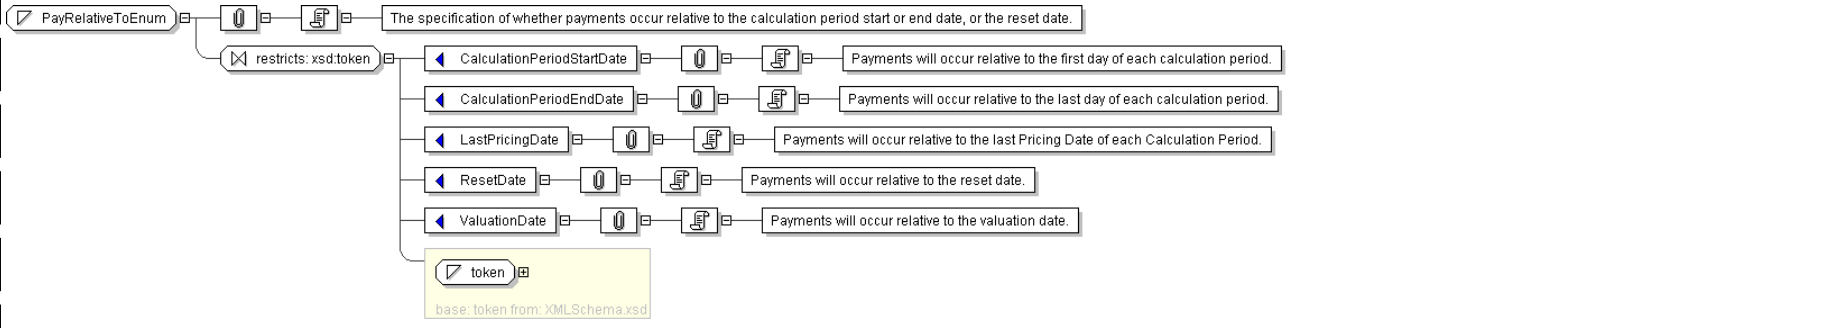 PayRelativeToEnum The specification of whether payments occur relative to the calculation period start or end date, or the reset date.
restricts: xsd:token CalculationPeriodStartDate Payments will occur relative to the first day of each calculation period.
CalculationPeriodEndDate Payments will occur relative to the last day of each calculation period.
LastPricingDate Payments will occur relative to the last Pricing Date of each Calculation Period.
ResetDate Payments will occur relative to the reset date.
ValuationDate Payments will occur relative to the valuation date.
token
base: token from: XMLSchema.xsd